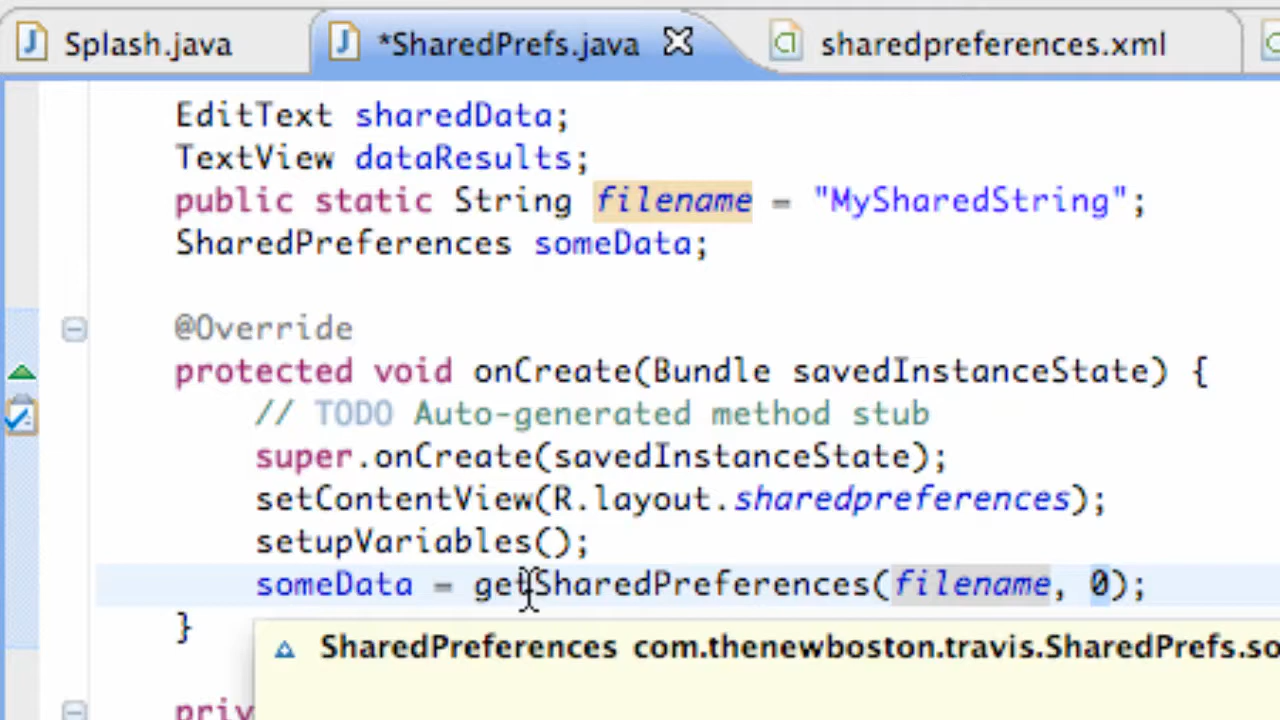 Splash.java
*SharedPrefs.java
sharedpreferences.xml
EditText sharedData;
TextView dataResults;
public static String filename = "MySharedString";
SharedPreferences someData;
@Override
protected void onCreate(Bundle savedInstanceState) {
// TODO Auto-generated method stub
super.onCreate(savedInstanceState);
setContentView(R.layout.sharedpreferences);
setupVariables();
someData = getSharedPreferences(filename, 0);
}
SharedPreferences com.thenewboston.travis.SharedPrefs.so
priv